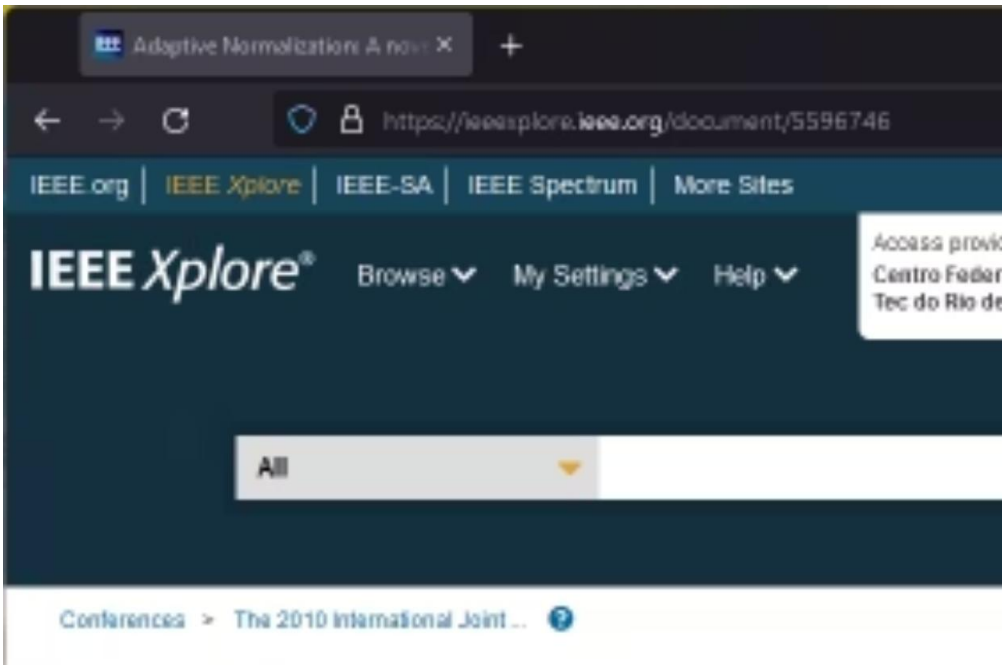 Adaptive Normalization: A nov
https://ieeexplore.ieee.org/document/5596746
IEEE.org | IEEE Xplore | IEEE-SA | IEEE Spectrum | More Sites
IEEE Xplore® Browse My Settings Help
Access provid
Centro Feder
Tec do Rio de
All
Conferences > The 2010 International Joint ...